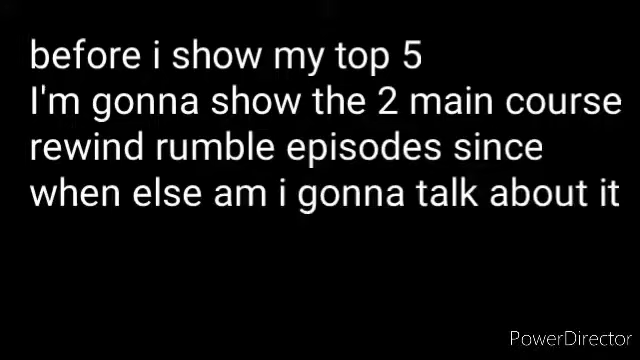 before i show my top 5
I'm gonna show the 2 main course
rewind rumble episodes since
when else am i gonna talk about it
PowerDirector